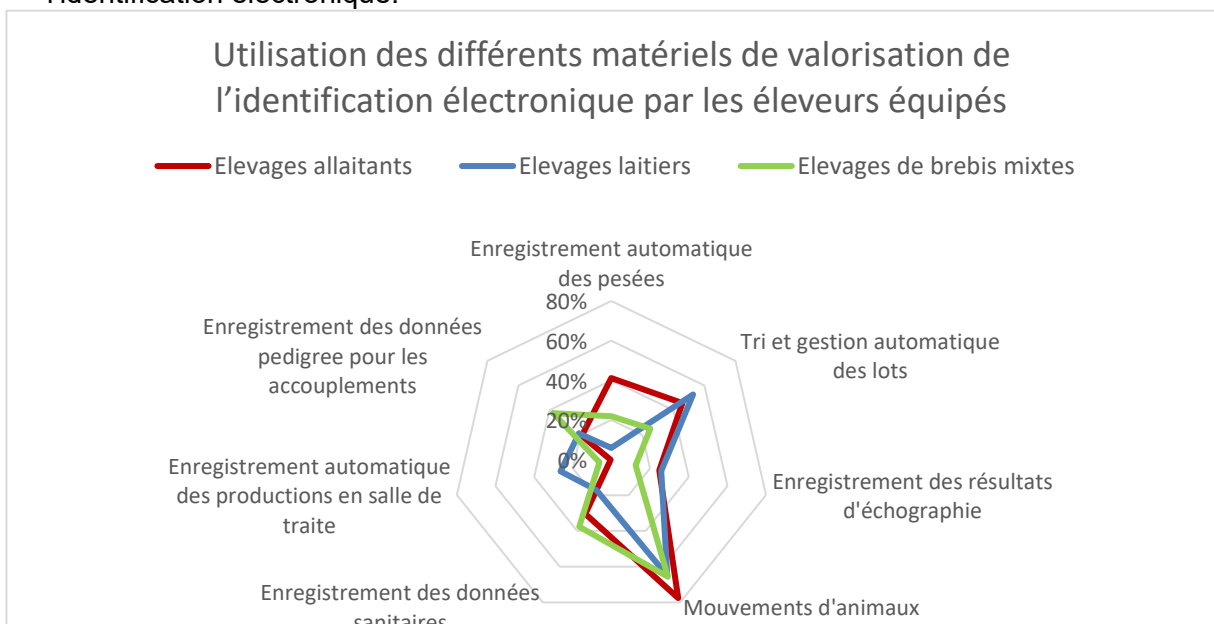 l'identification électronique.
Utilisation des différents matériels de valorisation de
l'identification électronique par les éleveurs équipés
Elevages allaitants
Elevages laitiers
Elevages de brebis mixtes
Enregistrement automatique
des pesées
80%
60%
40%
20%
0%
Tri et gestion automatique
des lots
Enregistrement des résultats
d'échographie
Mouvements d'animaux
Enregistrement des données
sanitaires
Enregistrement automatique
des productions en salle de
traite
Enregistrement des données
pedigree pour les
accouplements